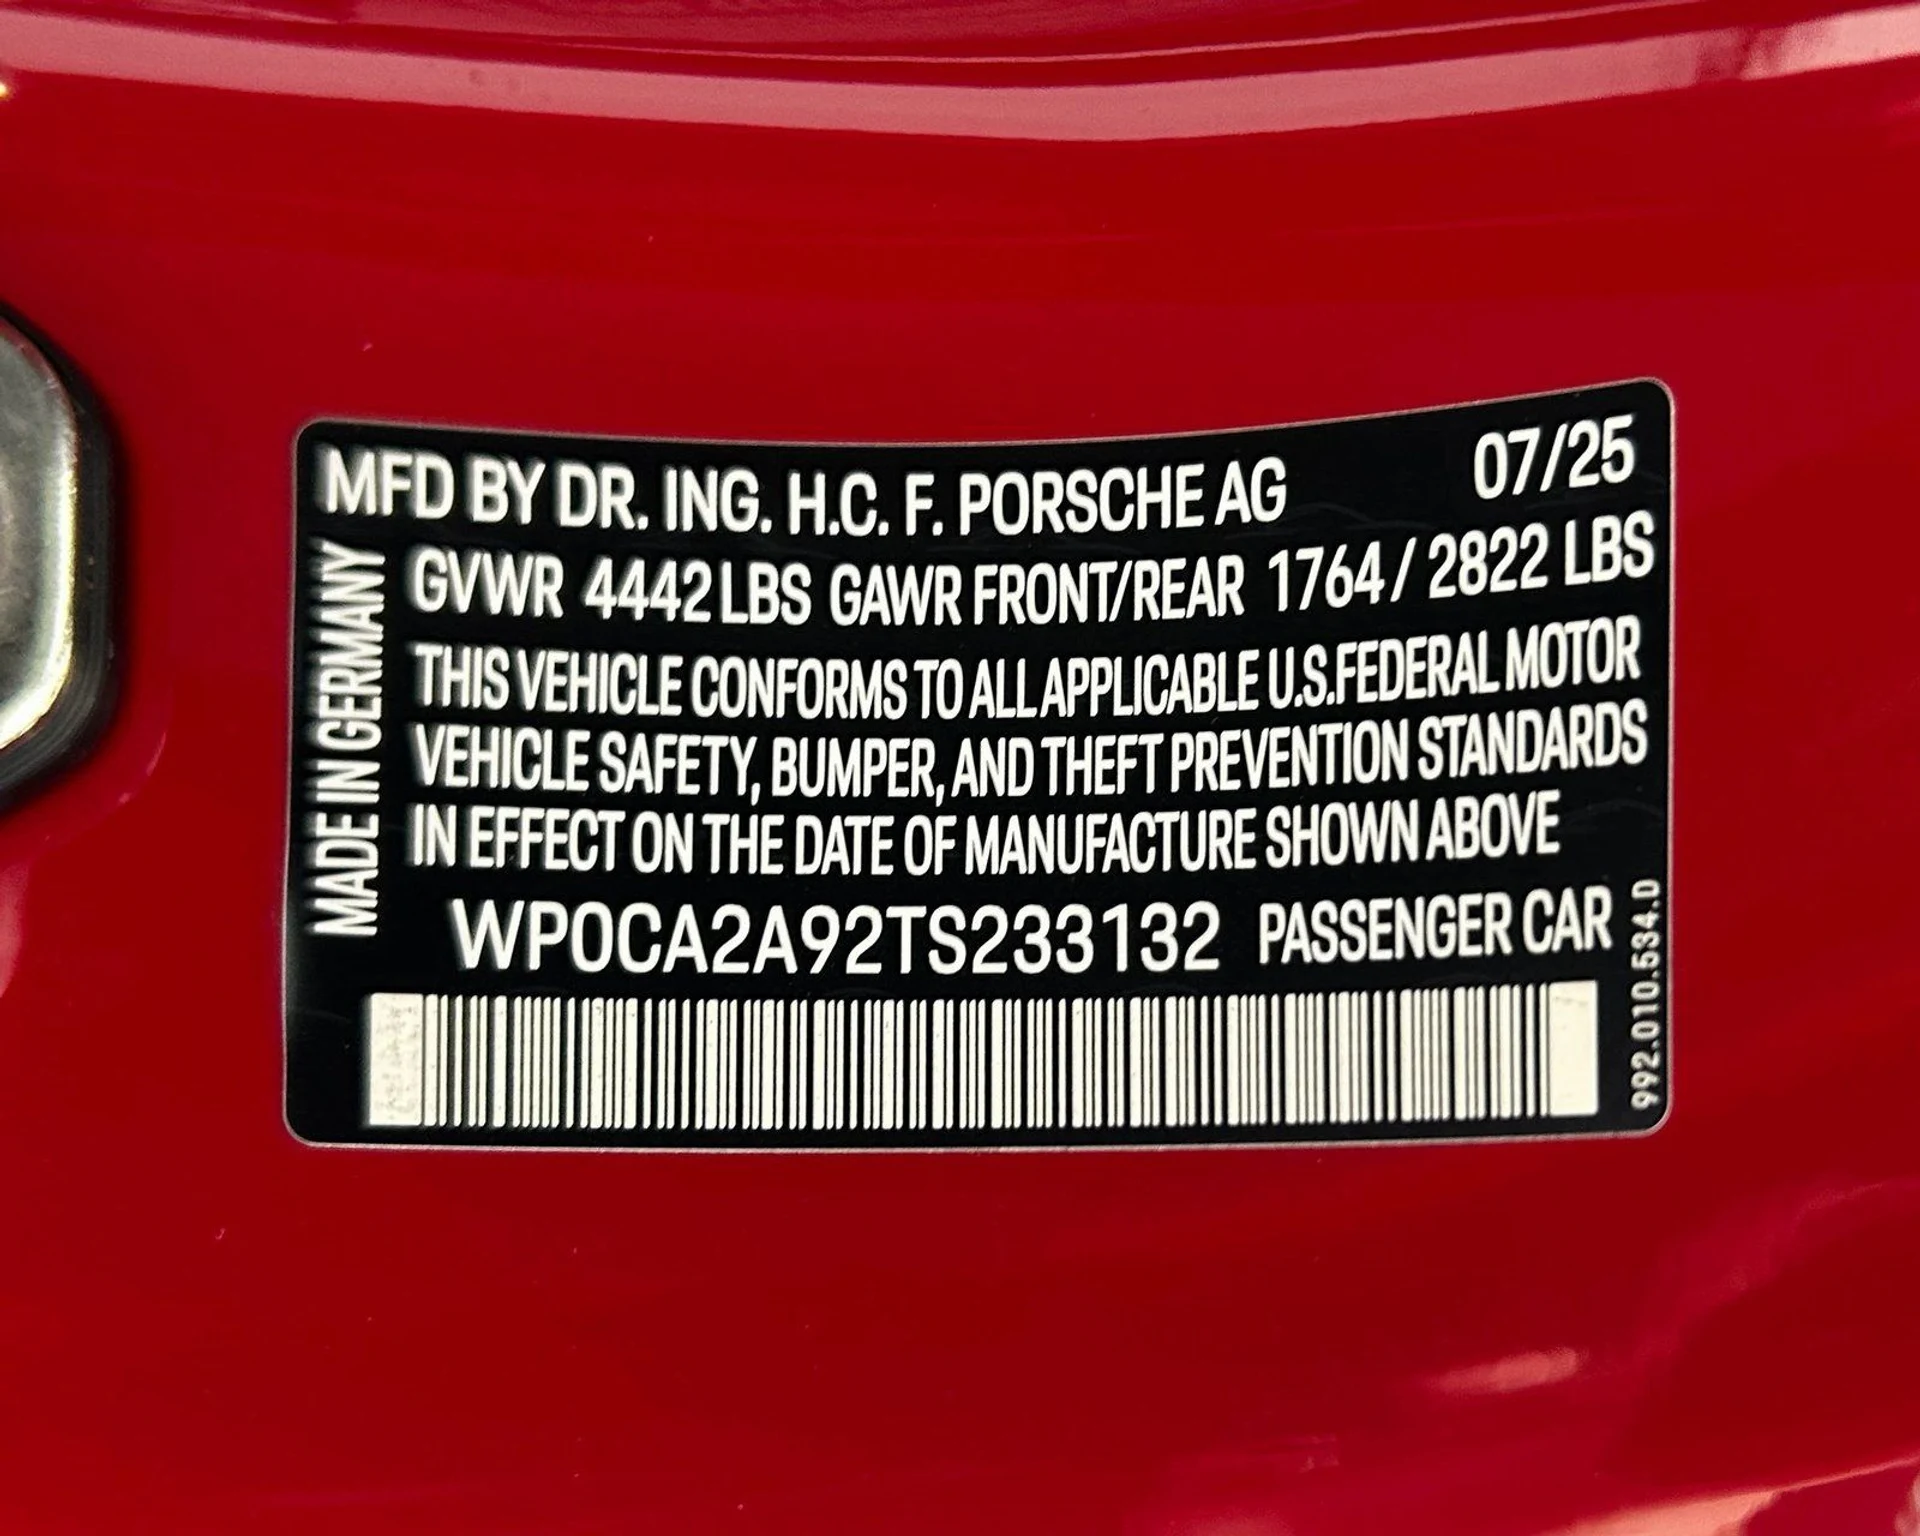 MFD BY DR. ING. H.C. F. PORSCHE AG 07/25
GVWR 4442 LBS GAWR FRONT/REAR 1764 / 2822 LBS
THIS VEHICLE CONFORMS TO ALL APPLICABLE U.S.FEDERAL MOTOR
VEHICLE SAFETY, BUMPER, AND THEFT PREVENTION STANDARDS
IN EFFECT ON THE DATE OF MANUFACTURE SHOWN ABOVE
WP0CA2A92TS233132 PASSENGER CAR
MADE IN GERMANY
992.010.534.D